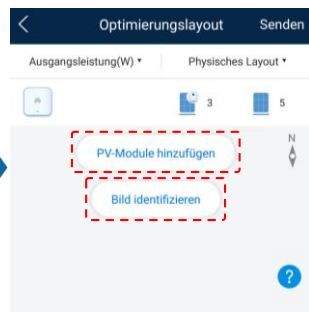 Optimierungslayout Senden
Ausgangsleistung(W) Physisches Layout
3 5
PV-Module hinzufügen
N
Bild identifizieren
?